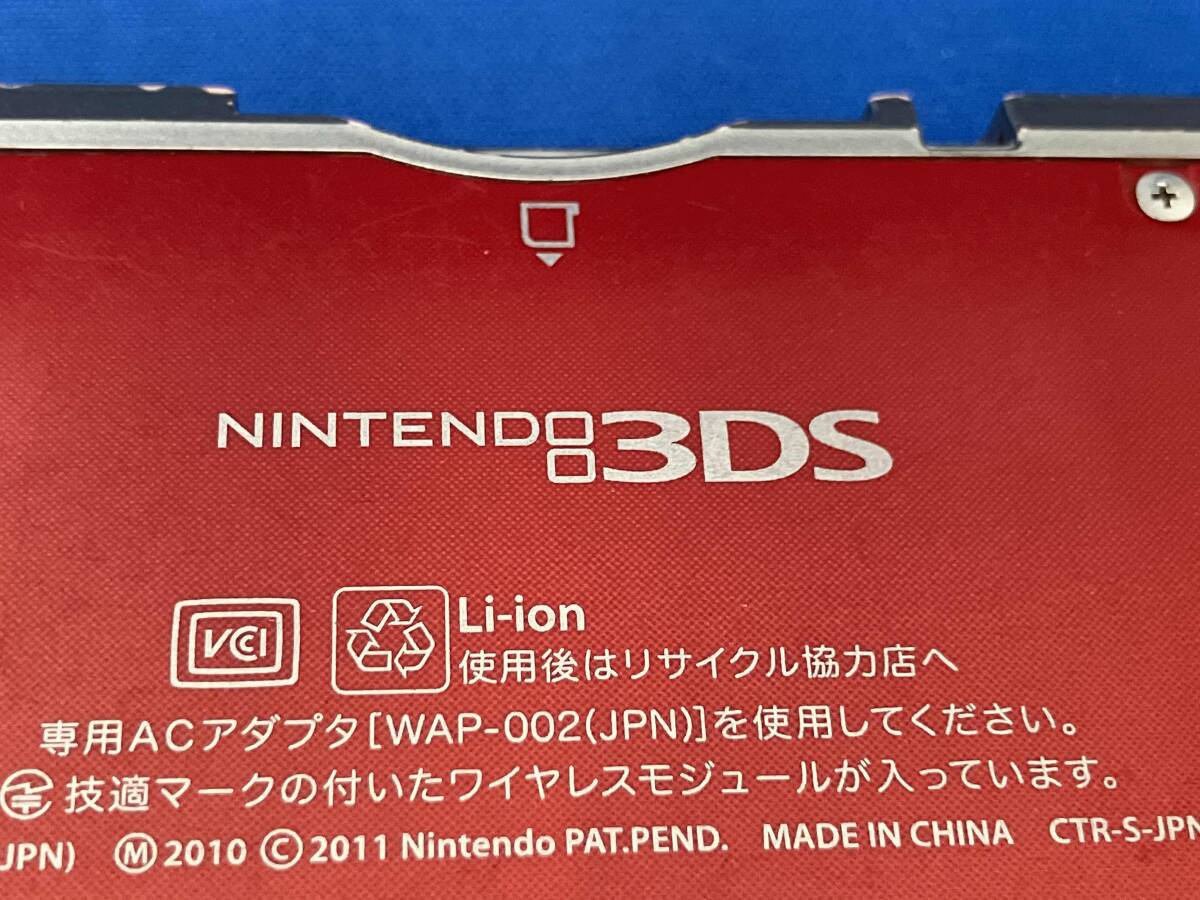 NINTENDO 3DS
VCCI
Li-ion
使用後はリサイクル協力店へ
専用ACアダプタ[WAP-002(JPN)]を使用してください。
技適マークの付いたワイヤレスモジュールが入っています。
JPN) Ⓜ2010 ©2011 Nintendo PAT.PEND. MADE IN CHINA CTR-S-JPN